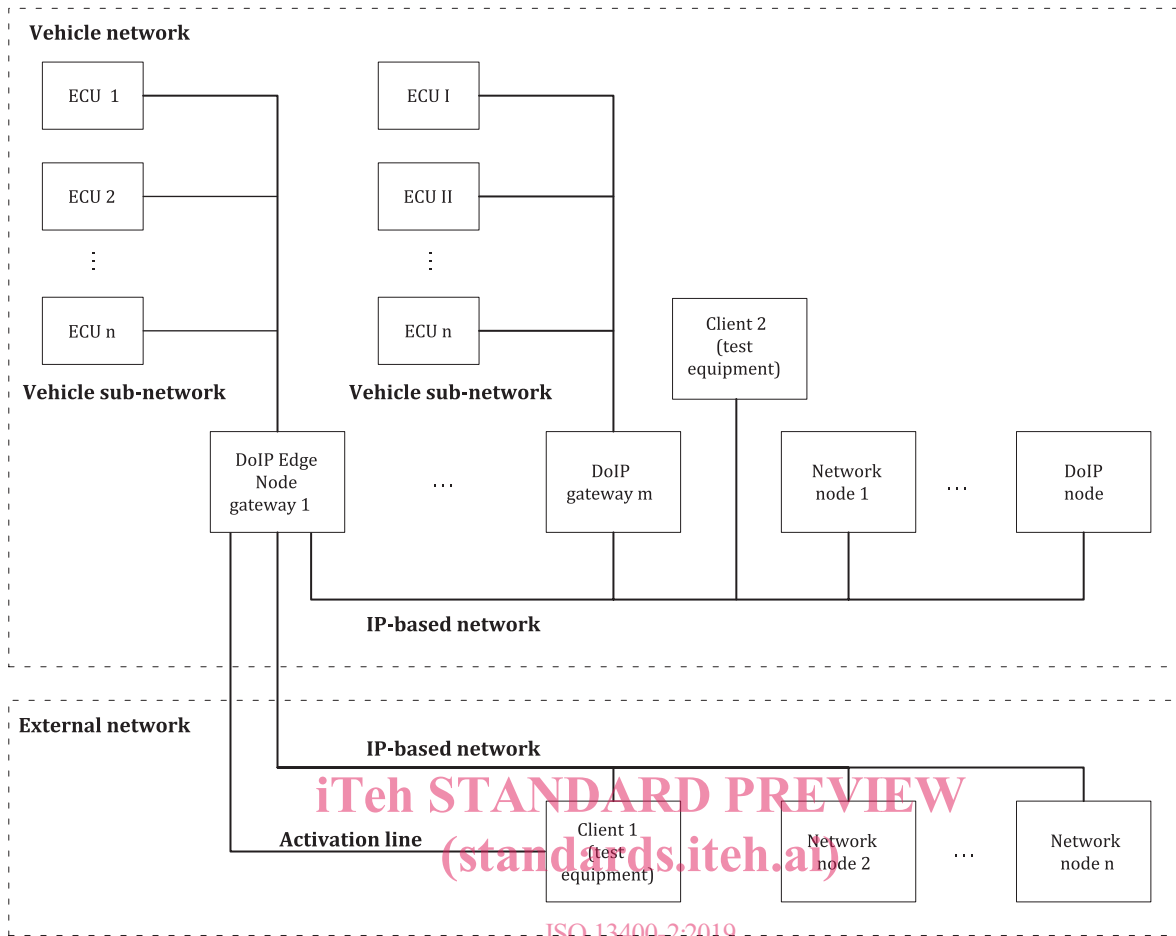 Vehicle network
ECU 1
ECU I
ECU 2
ECU II
⋮
⋮
ECU n
ECU n
Client 2
(test
equipment)
Vehicle sub-network
Vehicle sub-network
DoIP Edge
Node
gateway 1
...
DoIP
gateway m
Network
node 1
...
DoIP
node
IP-based network
External network
IP-based network
iTeh STANDARD PREVIEW
(standards.iteh.ai)
Activation line
Client 1
(test
equipment)
Network
node 2
...
Network
node n
ISO 13400-2:2019